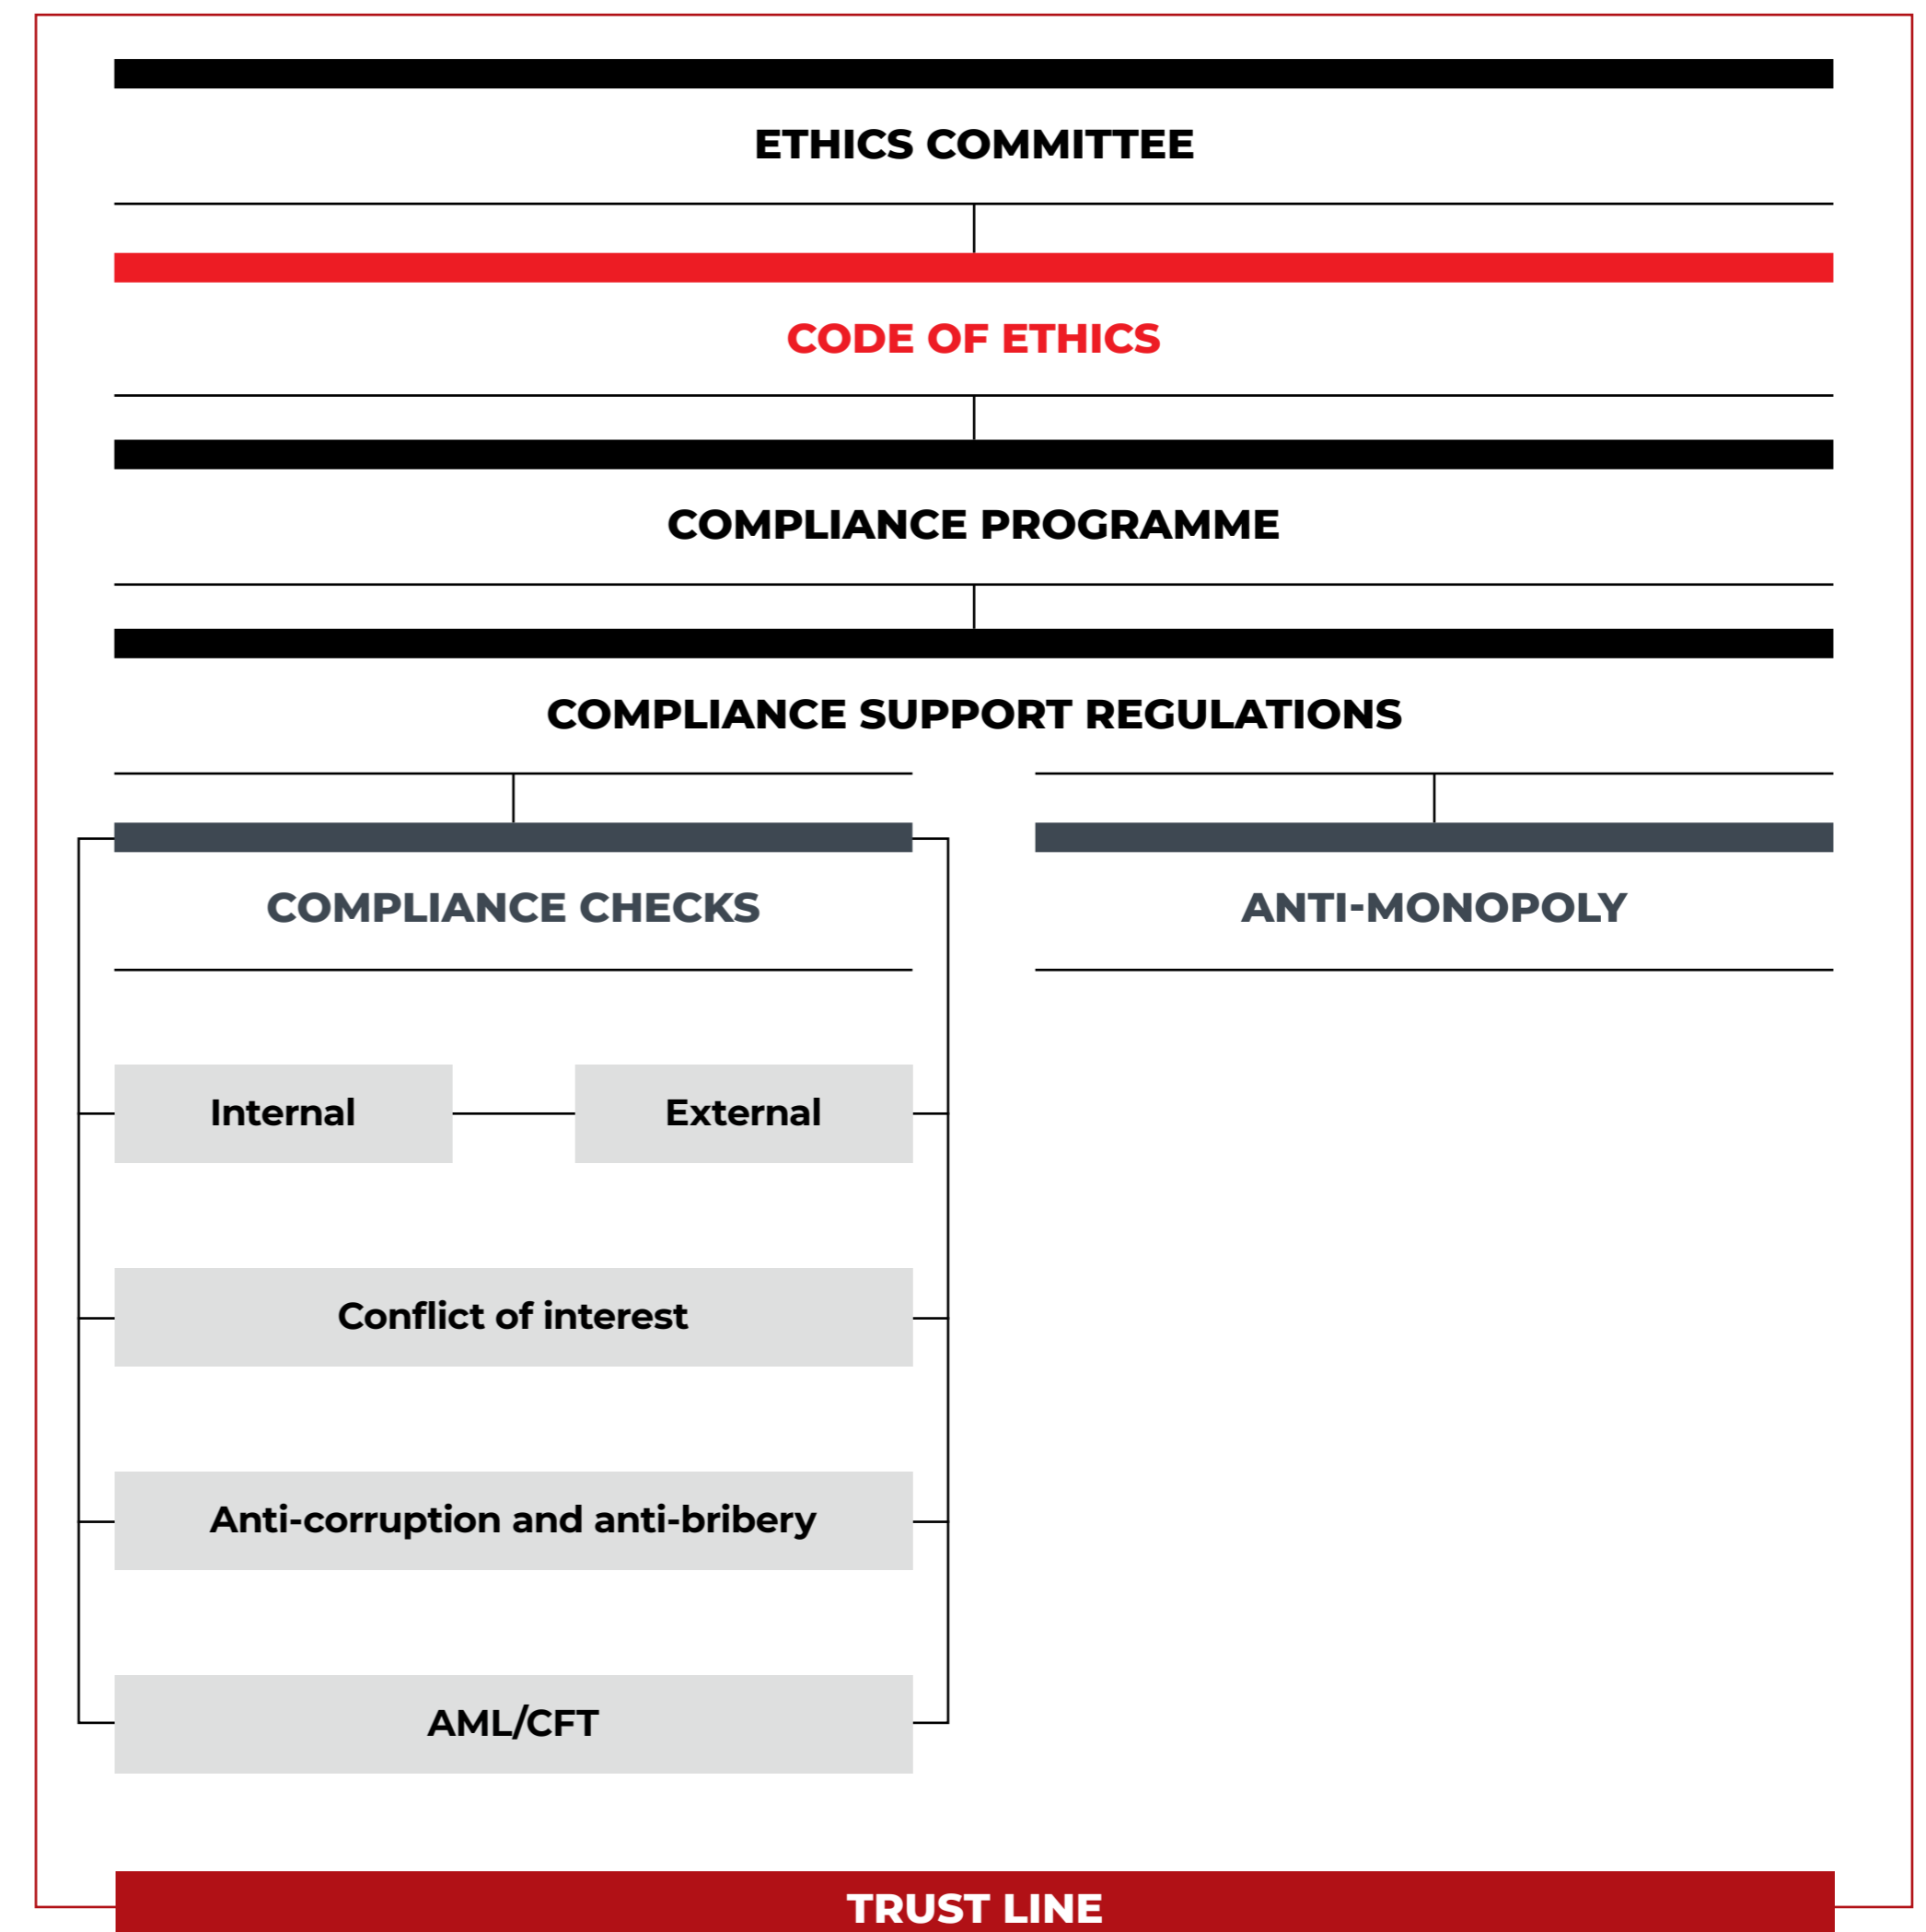 ETHICS COMMITTEE
CODE OF ETHICS
COMPLIANCE PROGRAMME
COMPLIANCE SUPPORT REGULATIONS
COMPLIANCE CHECKS
ANTI-MONOPOLY
Internal
External
Conflict of interest
Anti-corruption and anti-bribery
AML/CFT
TRUST LINE